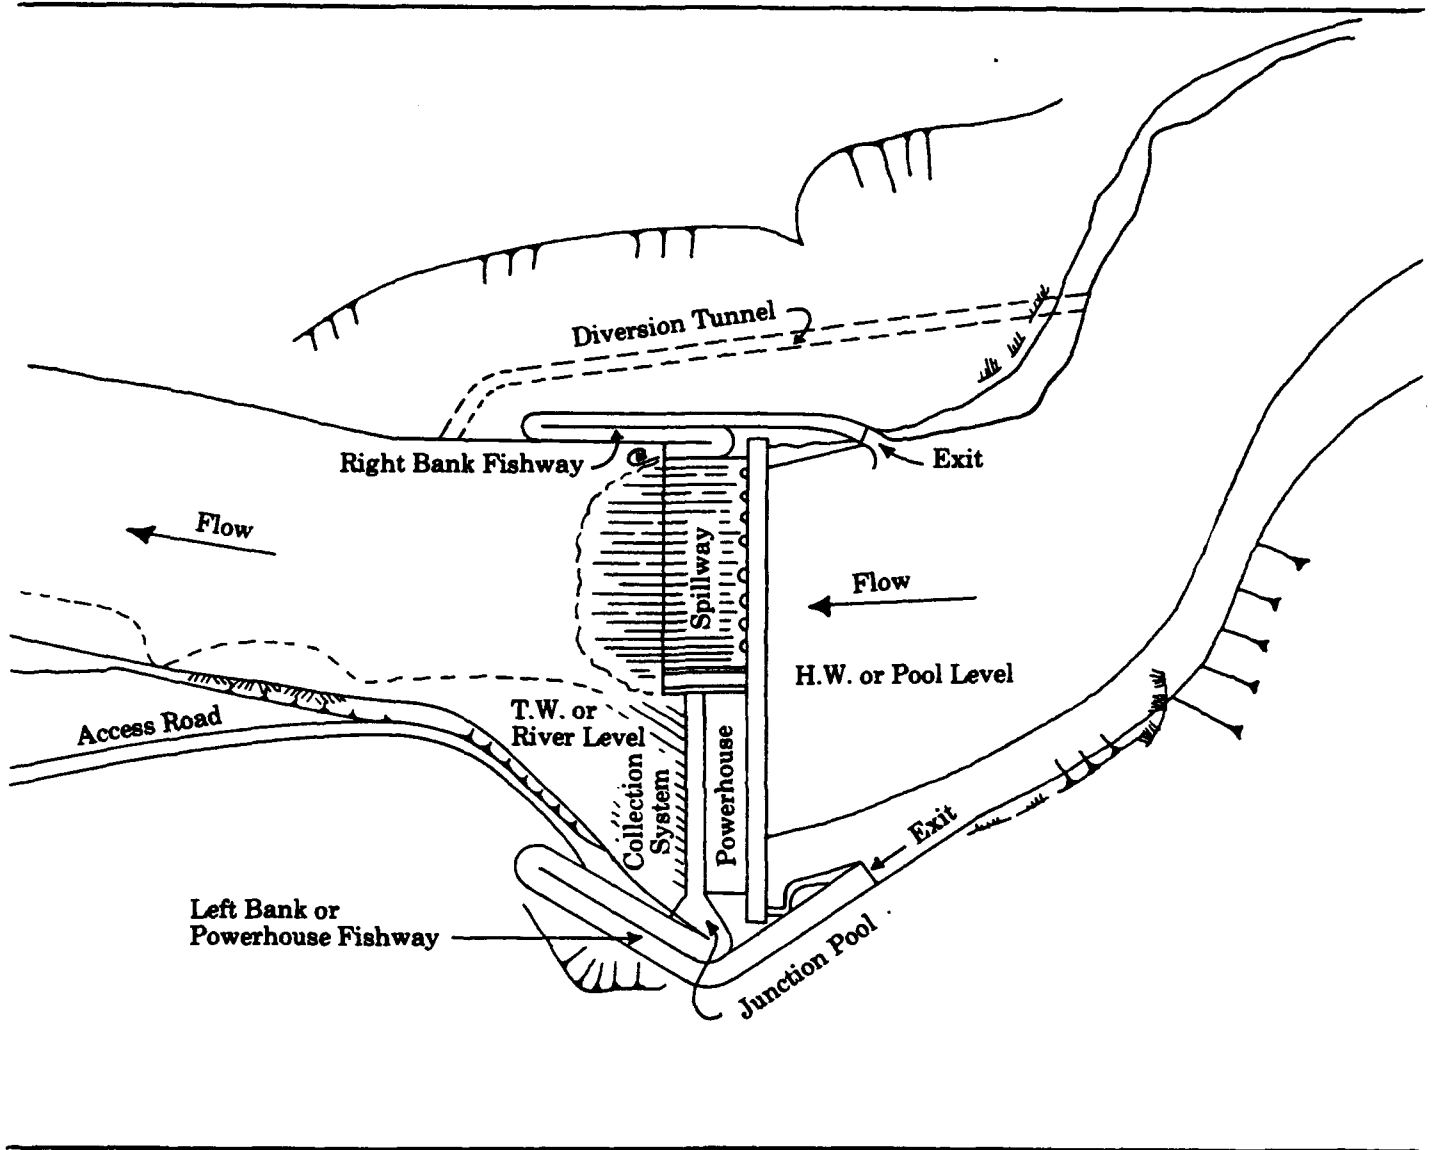 Diversion Tunnel
Right Bank Fishway
Exit
Flow
Spillway
Flow
H.W. or Pool Level
T.W. or
River Level
Access Road
Collection
System
Powerhouse
Exit
Left Bank or
Powerhouse Fishway
Junction Pool